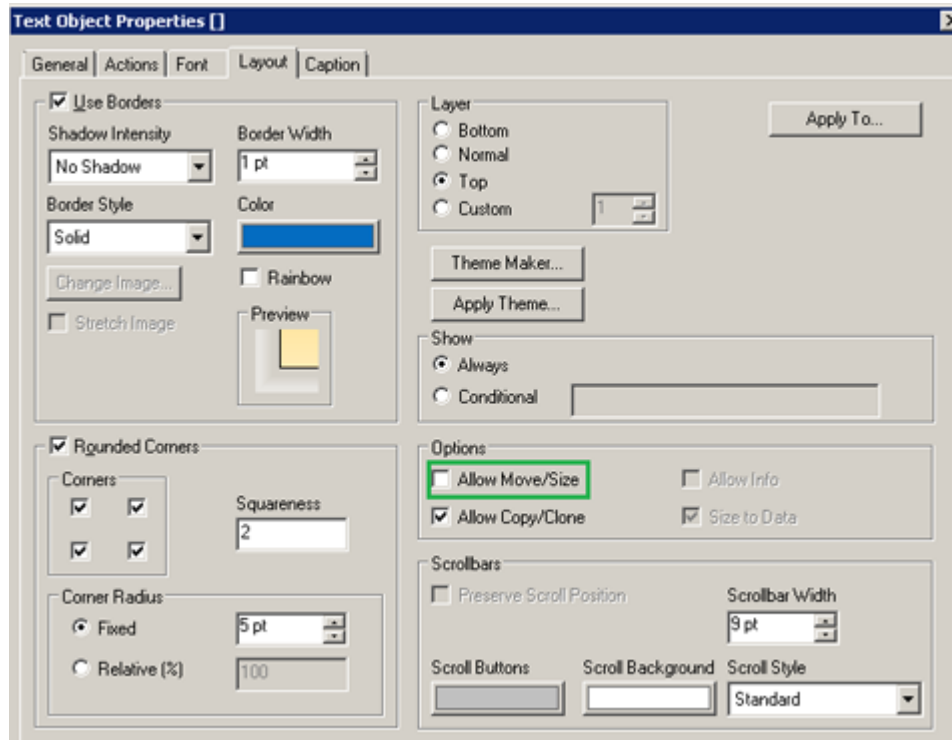 Text Object Properties []
General Actions Font Layout Caption
Use Borders
Shadow Intensity
Border Width
No Shadow
1 pt
Border Style
Color
Solid
Change Image...
Rainbow
Stretch Image
Preview
Layer
Bottom
Normal
Top
Custom
1
Apply To...
Theme Maker...
Apply Theme...
Show
Always
Conditional
Rounded Corners
Corners
Squareness
2
Corner Radius
Fixed
5 pt
Relative (%)
100
Options
Allow Move/Size
Allow Info
Allow Copy/Clone
Size to Data
Scrollbars
Preserve Scroll Position
Scrollbar Width
9 pt
Scroll Buttons
Scroll Background
Scroll Style
Standard